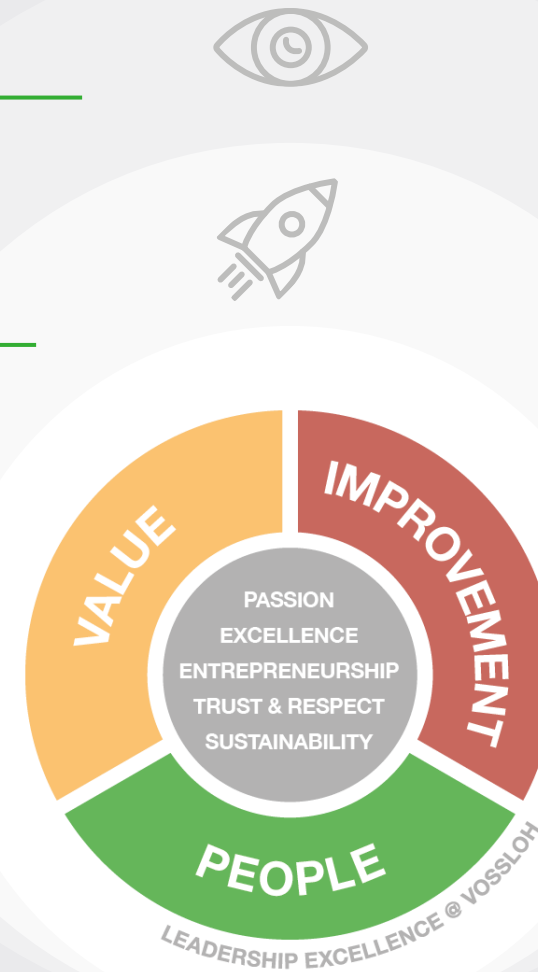 VALUE
IMPROVEMENT
PASSION
EXCELLENCE
ENTREPRENEURSHIP
TRUST & RESPECT
SUSTAINABILITY
PEOPLE
LEADERSHIP EXCELLENCE @ VOSSLOH